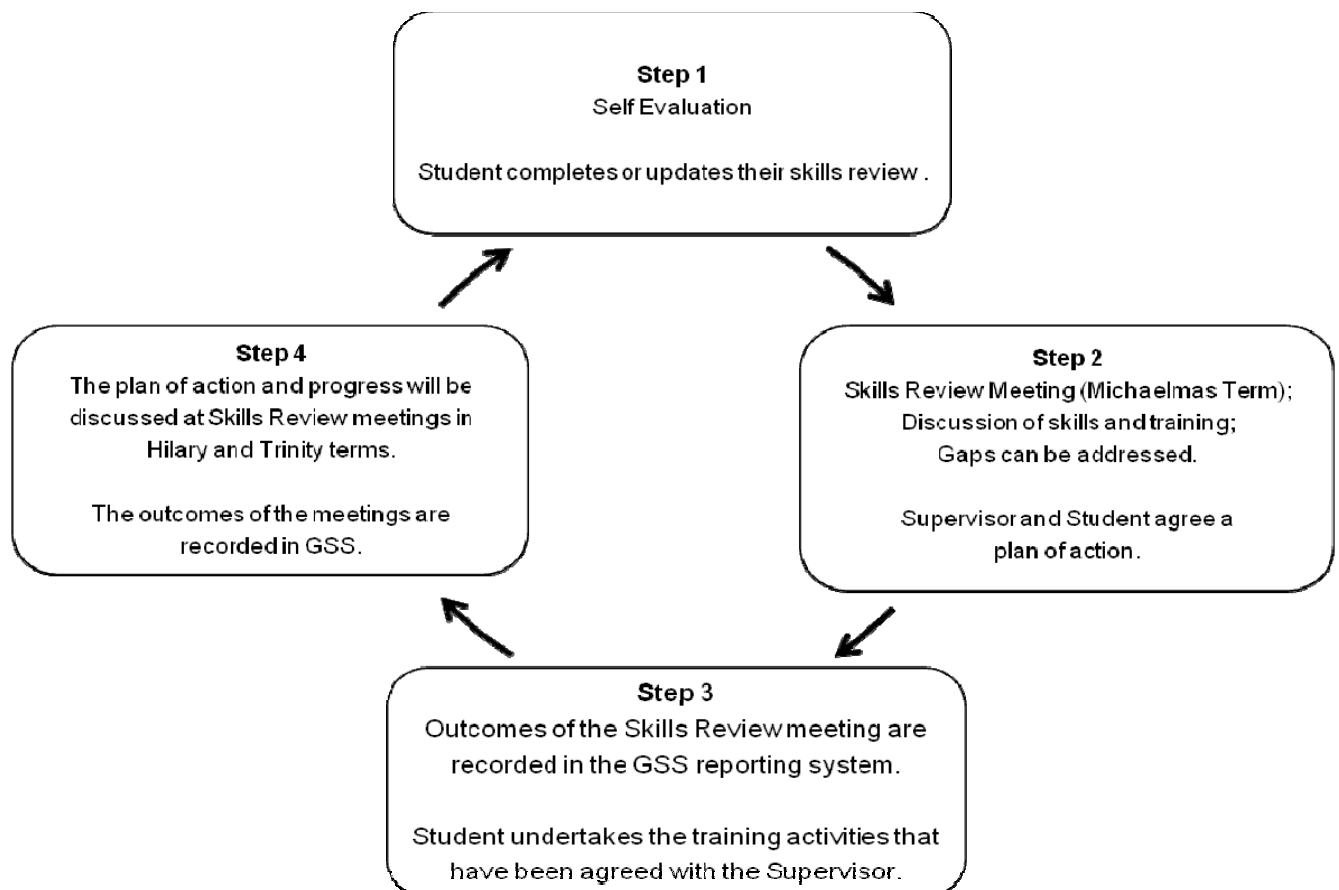 Step 1
Self Evaluation
Student completes or updates their skills review .
Step 2
Skills Review Meeting (Michaelmas Term);
Discussion of skills and training;
Gaps can be addressed.
Supervisor and Student agree a
plan of action.
Step 3
Outcomes of the Skills Review meeting are
recorded in the GSS reporting system.
Student undertakes the training activities that
have been agreed with the Supervisor.
Step 4
The plan of action and progress will be
discussed at Skills Review meetings in
Hilary and Trinity terms.
The outcomes of the meetings are
recorded in GSS.